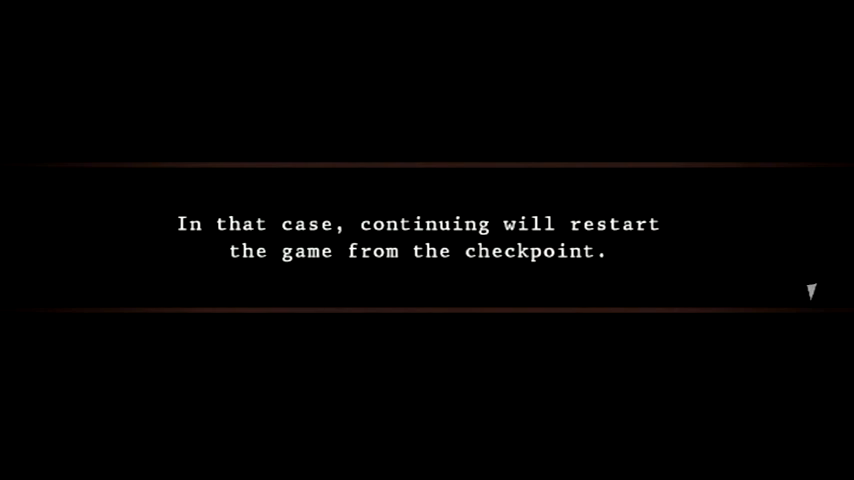 In that case, continuing will restart
the game from the checkpoint.